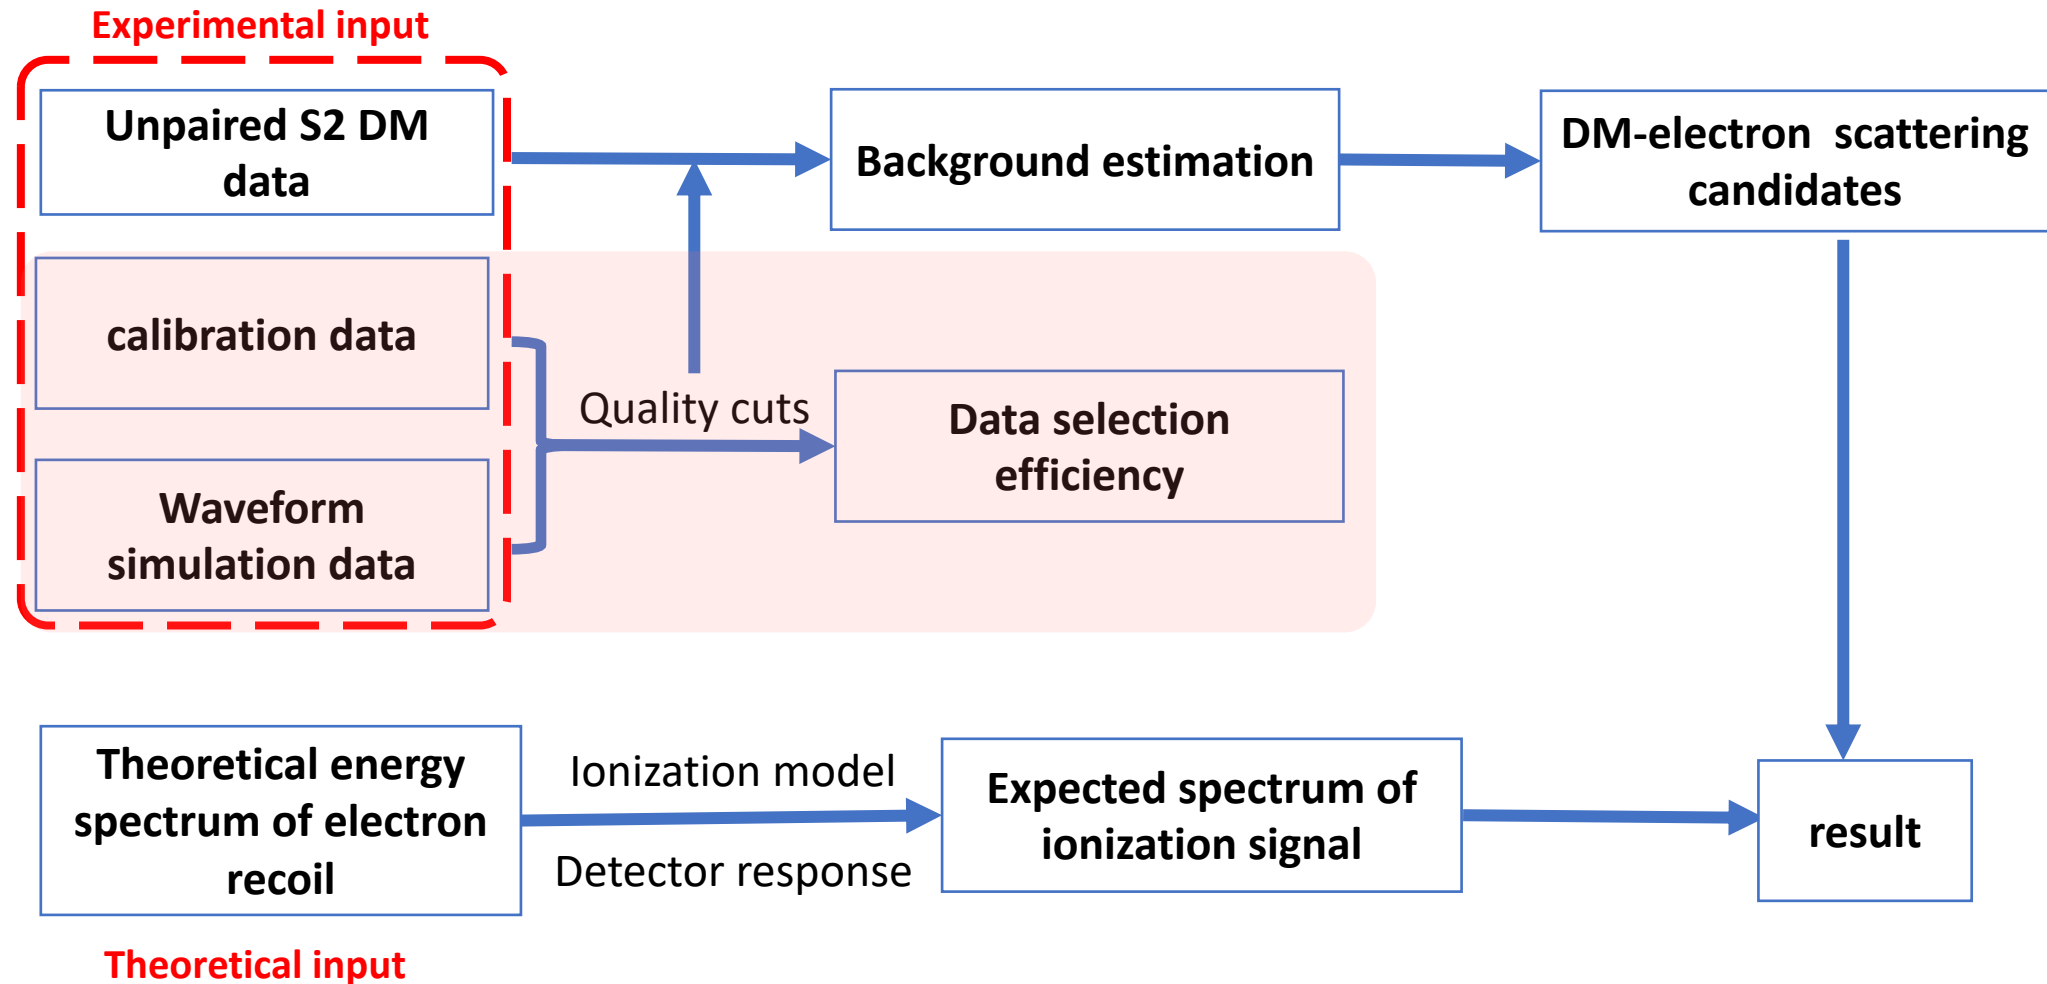 Experimental input
Unpaired S2 DM
data
Background estimation
DM-electron scattering
candidates
calibration data
Quality cuts
Data selection
efficiency
Waveform
simulation data
Theoretical energy
spectrum of electron
recoil
Ionization model
Detector response
Expected spectrum of
ionization signal
result
Theoretical input